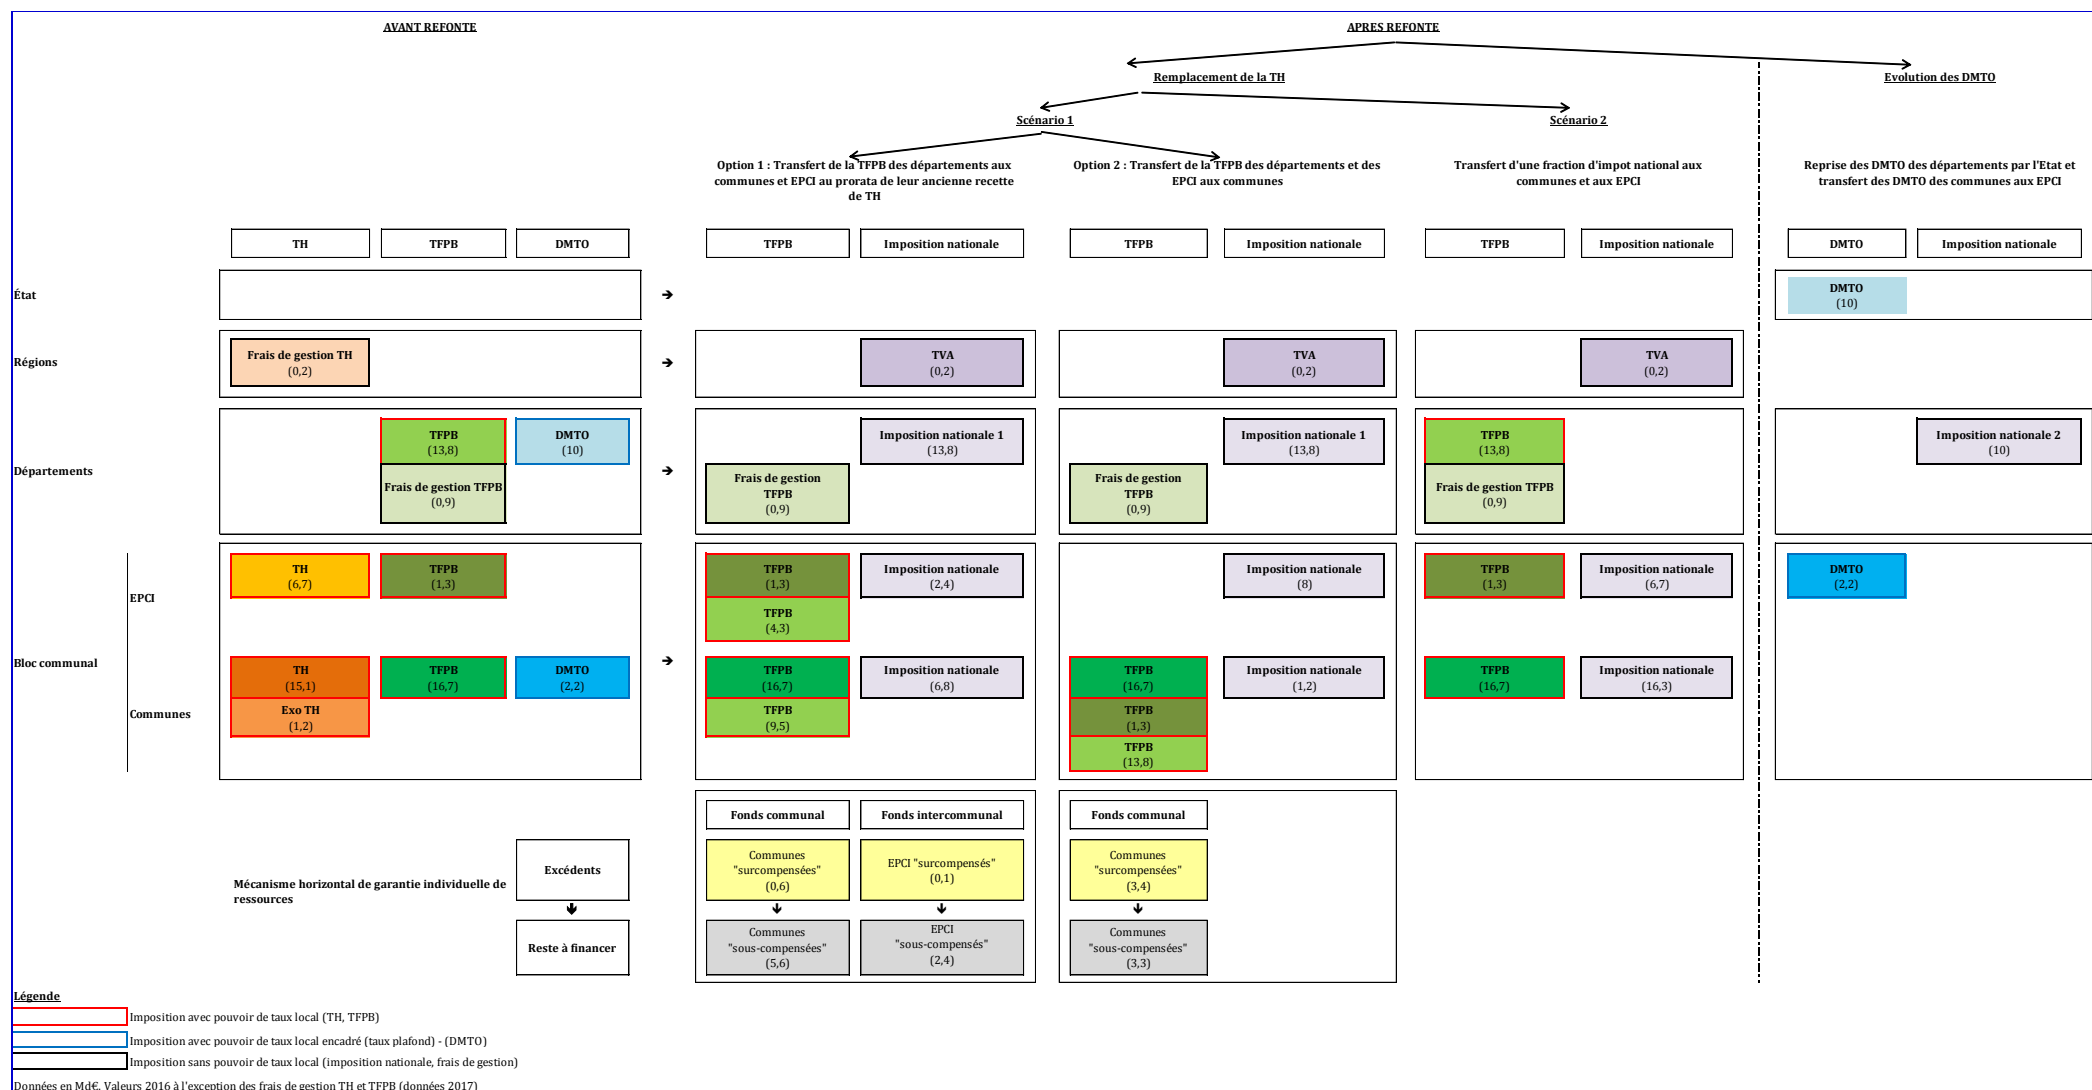 AVANT REFONTE
APRES REFONTE
Remplacement de la TH
Evolution des DMTO
Scénario 1
Scénario 2
Option 1 : Transfert de la TFPB des départements aux
communes et EPCI au prorata de leur ancienne recette
de TH
Option 2 : Transfert de la TFPB des départements et des
EPCI aux communes
Transfert d'une fraction d'impot national aux
communes et aux EPCI
Reprise des DMTO des départements par l'Etat et
transfert des DMTO des communes aux EPCI
TH
TFPB
DMTO
TFPB
Imposition nationale
TFPB
Imposition nationale
TFPB
Imposition nationale
DMTO
Imposition nationale
État
➔
DMTO
(10)
Régions
Frais de gestion TH
(0,2)
➔
TVA
(0,2)
TVA
(0,2)
TVA
(0,2)
Départements
TFPB
(13,8)
Frais de gestion TFPB
(0,9)
DMTO
(10)
➔
Frais de gestion
TFPB
(0,9)
Imposition nationale 1
(13,8)
Frais de gestion
TFPB
(0,9)
Imposition nationale 1
(13,8)
TFPB
(13,8)
Frais de gestion TFPB
(0,9)
Imposition nationale 2
(10)
Bloc communal
EPCI
TH
(6,7)
TFPB
(1,3)
TFPB
(1,3)
TFPB
(4,3)
Imposition nationale
(2,4)
Imposition nationale
(8)
TFPB
(1,3)
Imposition nationale
(6,7)
DMTO
(2,2)
Communes
TH
(15,1)
Exo TH
(1,2)
TFPB
(16,7)
DMTO
(2,2)
➔
TFPB
(16,7)
TFPB
(9,5)
Imposition nationale
(6,8)
TFPB
(16,7)
TFPB
(1,3)
TFPB
(13,8)
Imposition nationale
(1,2)
TFPB
(16,7)
Imposition nationale
(16,3)
Mécanisme horizontal de garantie individuelle de
ressources
Excédents
Reste à financer
Fonds communal
Fonds intercommunal
Fonds communal
Communes
"surcompensées"
(0,6)
EPCI "surcompensés"
(0,1)
Communes
"surcompensées"
(3,4)
Communes
"sous-compensées"
(5,6)
EPCI
"sous-compensés"
(2,4)
Communes
"sous-compensées"
(3,3)
Légende
Imposition avec pouvoir de taux local (TH, TFPB)
Imposition avec pouvoir de taux local encadré (taux plafond) - (DMTO)
Imposition sans pouvoir de taux local (imposition nationale, frais de gestion)
Données en Md€. Valeurs 2016 à l'exception des frais de gestion TH et TFPB (données 2017)